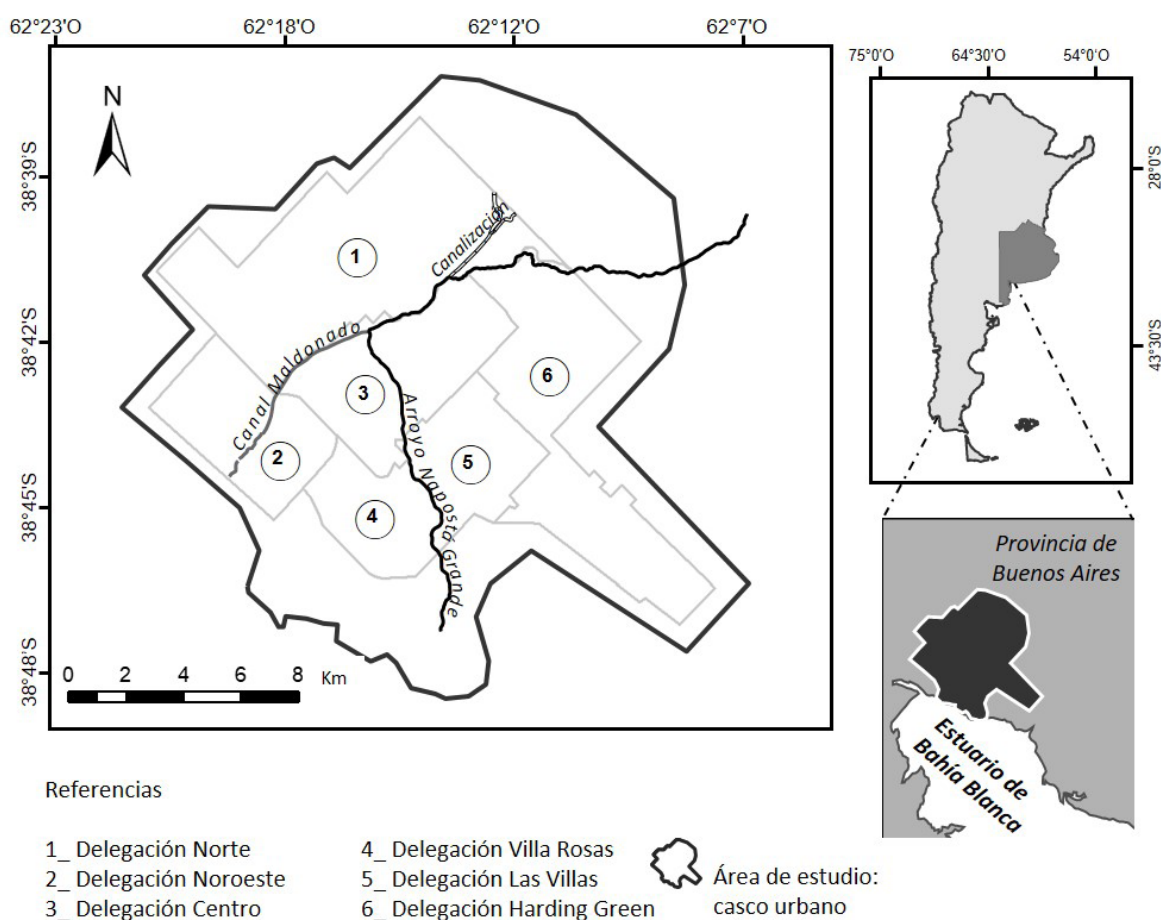 62°23'O 62°18'O 62°12'O 62°7'O
38°39'S
38°42'S
38°45'S
38°48'S
N
Canalización
1
Canal Maldonado
3
6
Arroyo Napostá Grande
2
5
4
0 2 4 6 8 Km
75°0'O 64°30'O 54°0'O
28°0'S
43°30'S
Provincia de
Buenos Aires
Estuario de
Bahía Blanca
Referencias
1_ Delegación Norte
2_ Delegación Noroeste
3_ Delegación Centro
4_ Delegación Villa Rosas
5_ Delegación Las Villas
6_ Delegación Harding Green
Área de estudio:
casco urbano